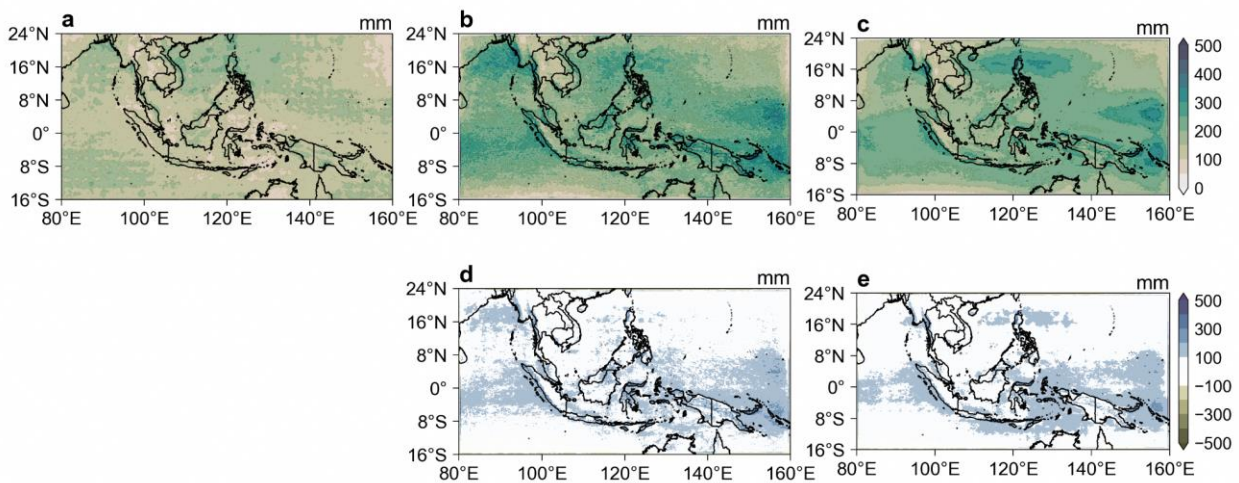 a mm b mm c mm
24°N 24°N 24°N 500
16°N 16°N 16°N 400
8°N 8°N 8°N 300
0° 0° 0° 200
8°S 8°S 8°S 100
16°S 16°S 16°S 0
80°E 100°E 120°E 140°E 160°E 80°E 100°E 120°E 140°E 160°E 80°E 100°E 120°E 140°E 160°E
d mm e mm
24°N 24°N 500
16°N 16°N 300
8°N 8°N 100
0° 0° −100
8°S 8°S −300
16°S 16°S −500
80°E 100°E 120°E 140°E 160°E 80°E 100°E 120°E 140°E 160°E